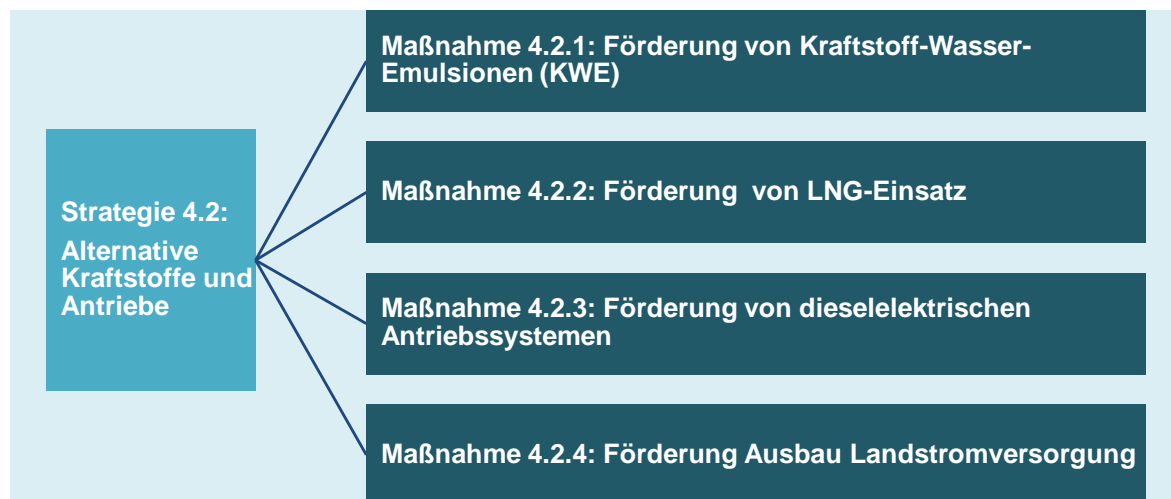 Maßnahme 4.2.1: Förderung von Kraftstoff-Wasser-
Emulsionen (KWE)
Maßnahme 4.2.2: Förderung  von LNG-Einsatz
Strategie 4.2:
Alternative
Kraftstoffe und
Antriebe
Maßnahme 4.2.3: Förderung von dieselelektrischen
Antriebssystemen
Maßnahme 4.2.4: Förderung Ausbau Landstromversorgung